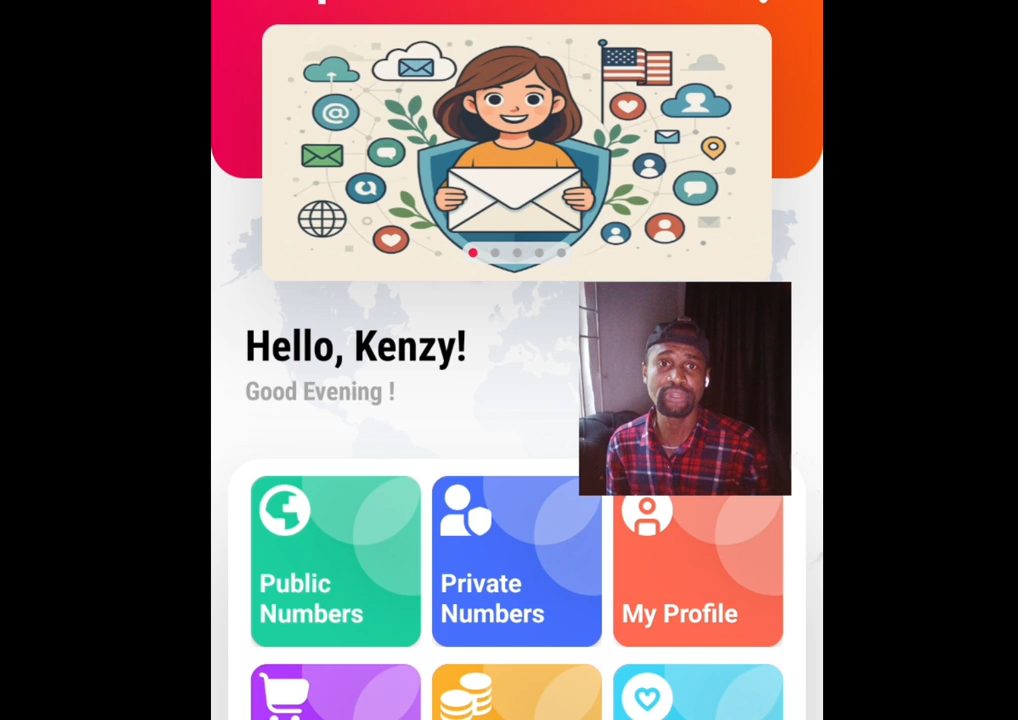 Hello, Kenzy!
Good Evening !
Public
Numbers
Private
Numbers
My Profile